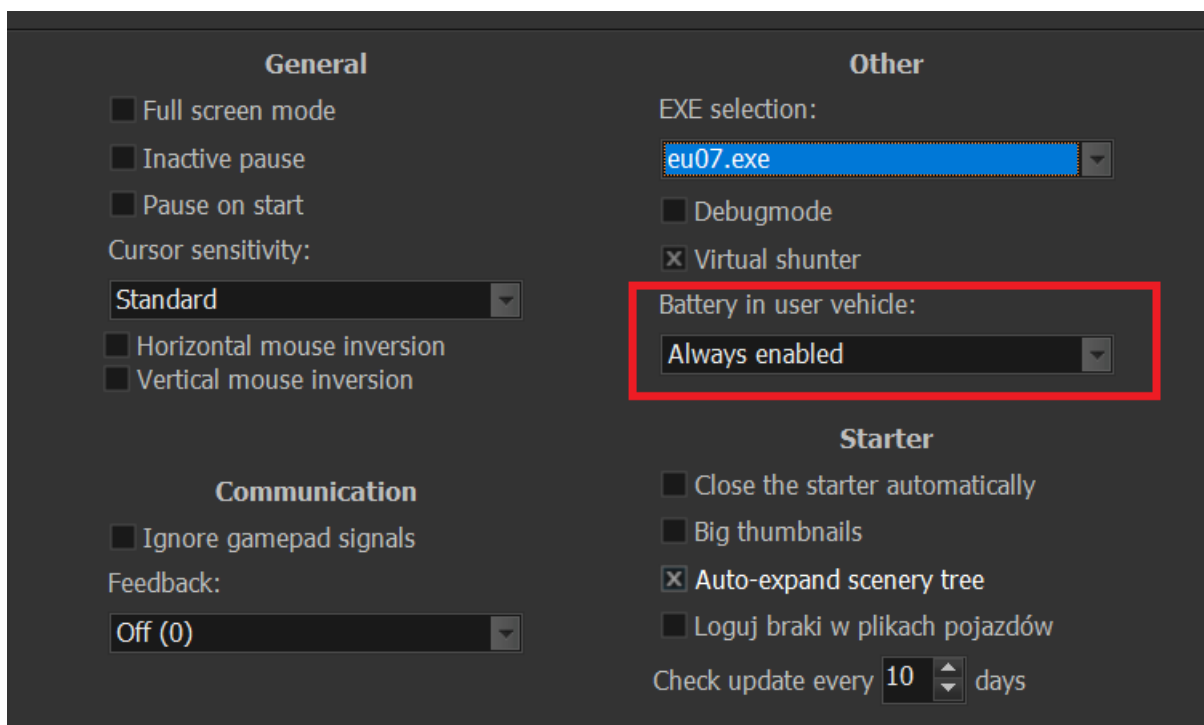 General
Full screen mode
Inactive pause
Pause on start
Cursor sensitivity:
Standard
Horizontal mouse inversion
Vertical mouse inversion
Communication
Ignore gamepad signals
Feedback:
Off (0)
Other
EXE selection:
eu07.exe
Debugmode
Virtual shunter
Battery in user vehicle:
Always enabled
Starter
Close the starter automatically
Big thumbnails
Auto-expand scenery tree
Loguj braki w plikach pojazdów
Check update every 10 days